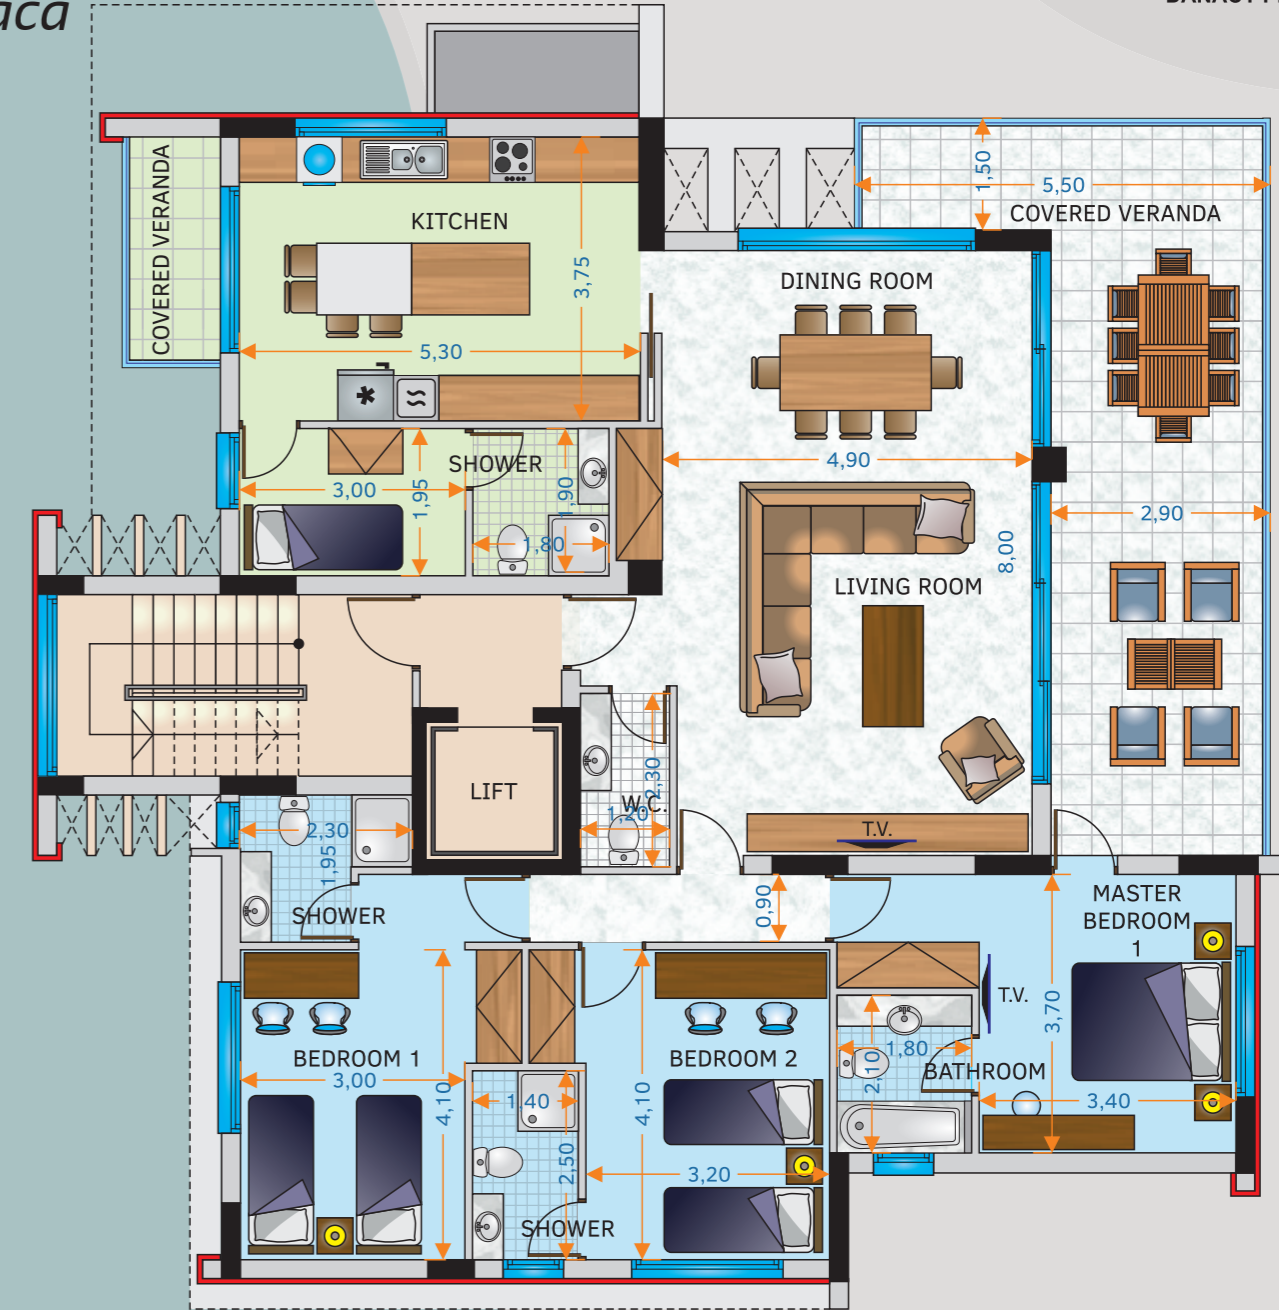 aca
COVERED VERANDA
KITCHEN
3,75
5,30
1,50
5,50
COVERED VERANDA
DINING ROOM
4,90
2,90
8,00
LIVING ROOM
SHOWER
3,00
1,95
1,90
1,80
LIFT
2,30
W.C.
1,20
T.V.
2,30
1,95
SHOWER
0,90
MASTER
BEDROOM
1
T.V.
3,70
1,80
2,10
BATHROOM
3,40
BEDROOM 1
3,00
4,10
1,40
2,50
SHOWER
BEDROOM 2
4,10
3,20